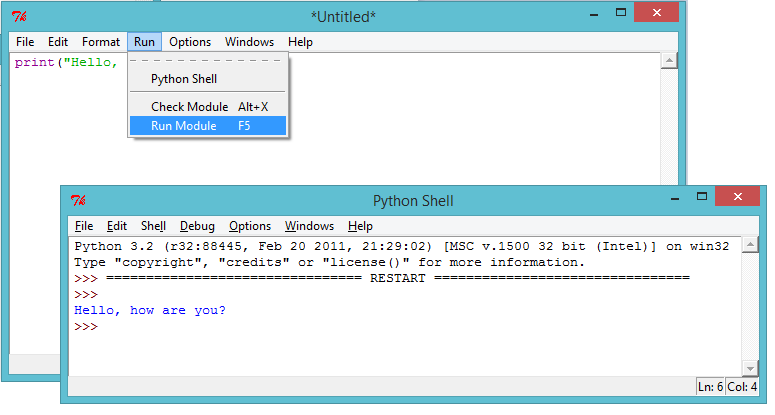 *Untitled*
File Edit Format Run Options Windows Help
print("Hello,
Python Shell
Check Module Alt+X
Run Module F5
Python Shell
File Edit Shell Debug Options Windows Help
Python 3.2 (r32:88445, Feb 20 2011, 21:29:02) [MSC v.1500 32 bit (Intel)] on win32
Type "copyright", "credits" or "license()" for more information.
>>> ================================ RESTART ================================
>>>
Hello, how are you?
>>>
Ln: 6 Col: 4